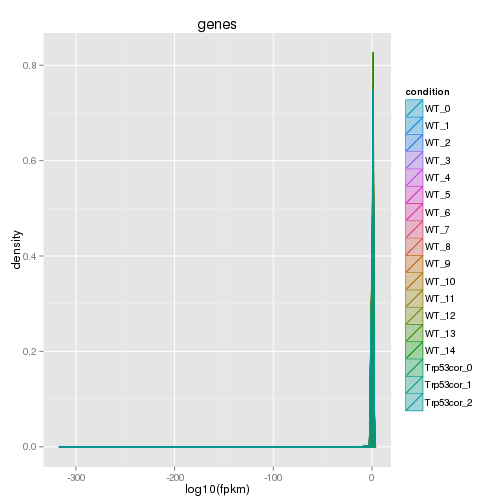 genes
0.8
0.6
0.4
0.2
0.0
density
-300
-200
-100
0
log10(fpkm)
condition
WT_0
WT_1
WT_2
WT_3
WT_4
WT_5
WT_6
WT_7
WT_8
WT_9
WT_10
WT_11
WT_12
WT_13
WT_14
Trp53cor_0
Trp53cor_1
Trp53cor_2